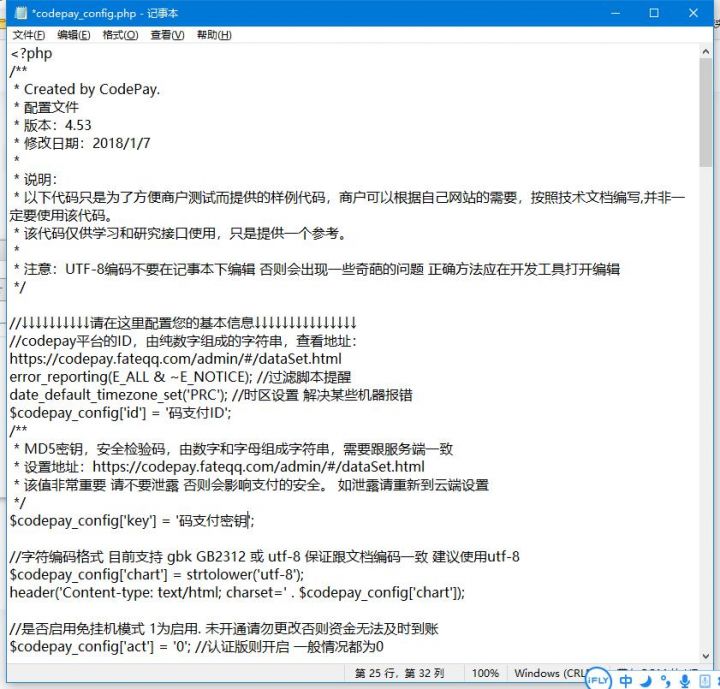 *codepay_config.php - 记事本
文件(F) 编辑(E) 格式(O) 查看(V) 帮助(H)
<?php
/**
* Created by CodePay.
* 配置文件
* 版本：4.53
* 修改日期：2018/1/7
*
* 说明：
* 以下代码只是为了方便商户测试而提供的样例代码，商户可以根据自己网站的需要，按照技术文档编写,并非一
定要使用该代码。
* 该代码仅供学习和研究接口使用，只是提供一个参考。
*
* 注意：UTF-8编码不要在记事本下编辑 否则会出现一些奇葩的问题 正确方法应在开发工具打开编辑
*/
//↓↓↓↓↓↓↓↓↓↓请在这里配置您的基本信息↓↓↓↓↓↓↓↓↓↓↓↓↓↓↓
//codepay平台的ID，由纯数字组成的字符串，查看地址：
https://codepay.fateqq.com/admin/#/dataSet.html
error_reporting(E_ALL & ~E_NOTICE); //过滤脚本提醒
date_default_timezone_set('PRC'); //时区设置 解决某些机器报错
$codepay_config['id'] = '码支付ID';
/**
* MD5密钥，安全检验码，由数字和字母组成字符串，需要跟服务端一致
* 设置地址：https://codepay.fateqq.com/admin/#/dataSet.html
* 该值非常重要 请不要泄露 否则会影响支付的安全。 如泄露请重新到云端设置
*/
$codepay_config['key'] = '码支付密钥';
//字符编码格式 目前支持 gbk GB2312 或 utf-8 保证跟文档编码一致 建议使用utf-8
$codepay_config['chart'] = strtolower('utf-8');
header('Content-type: text/html; charset=' . $codepay_config['chart']);
//是否启用免挂机模式 1为启用. 未开通请勿更改否则资金无法及时到账
$codepay_config['act'] = '0'; //认证版则开启 一般情况都为0
第 25 行，第 32 列 100% Windows (CRL
iFLY 中